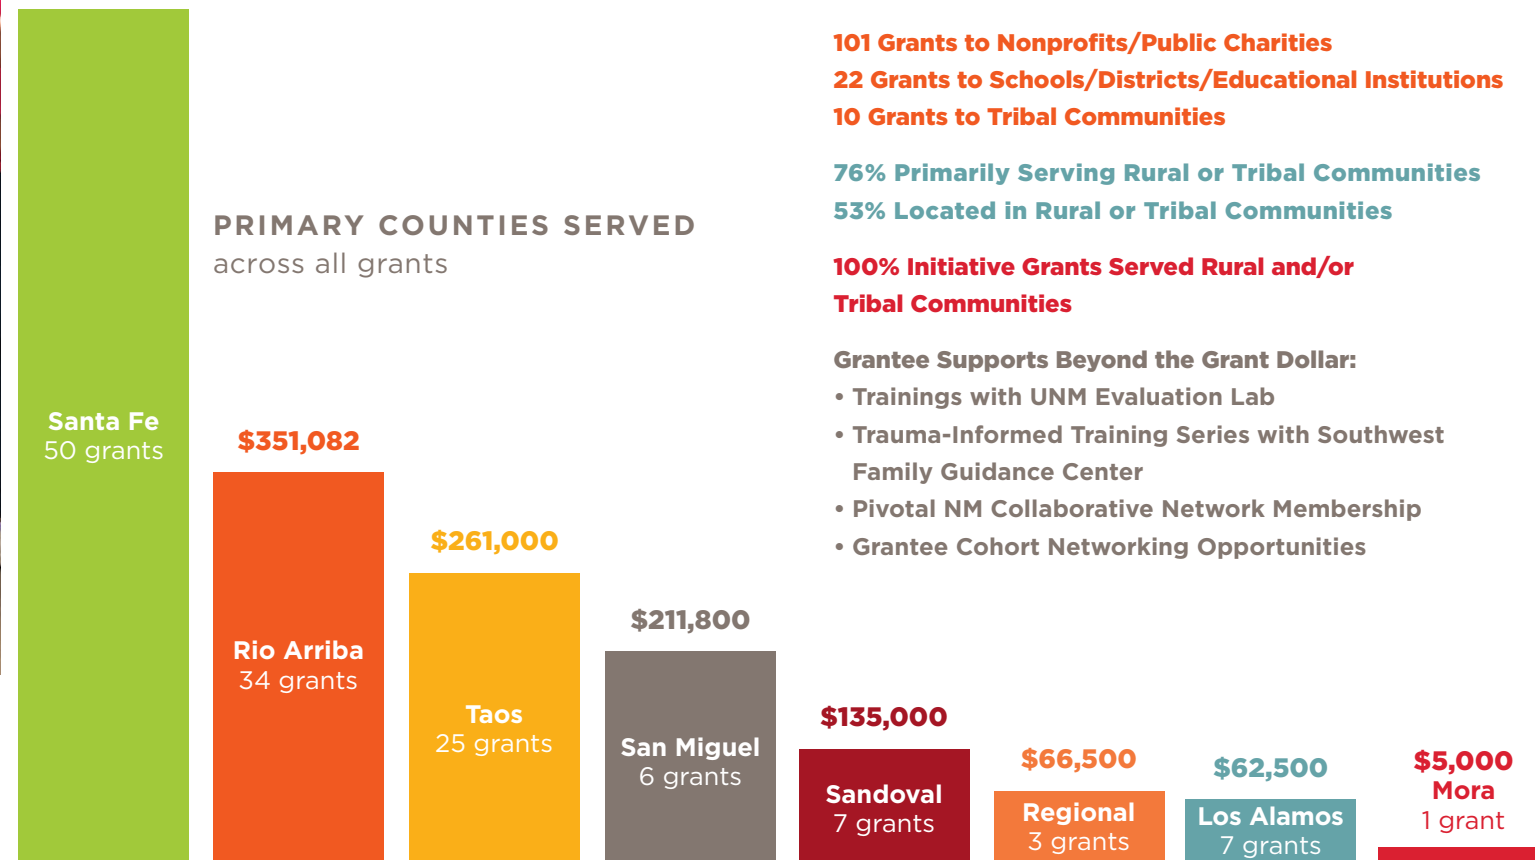 101 Grants to Nonprofits/Public Charities
22 Grants to Schools/Districts/Educational Institutions
10 Grants to Tribal Communities
76% Primarily Serving Rural or Tribal Communities
53% Located in Rural or Tribal Communities
100% Initiative Grants Served Rural and/or
Tribal Communities
Grantee Supports Beyond the Grant Dollar:
• Trainings with UNM Evaluation Lab
• Trauma-Informed Training Series with Southwest
Family Guidance Center
• Pivotal NM Collaborative Network Membership
• Grantee Cohort Networking Opportunities
PRIMARY COUNTIES SERVED
across all grants
Santa Fe
50 grants
$351,082
Rio Arriba
34 grants
$261,000
Taos
25 grants
$211,800
San Miguel
6 grants
$135,000
Sandoval
7 grants
$66,500
Regional
3 grants
$62,500
Los Alamos
7 grants
$5,000
Mora
1 grant